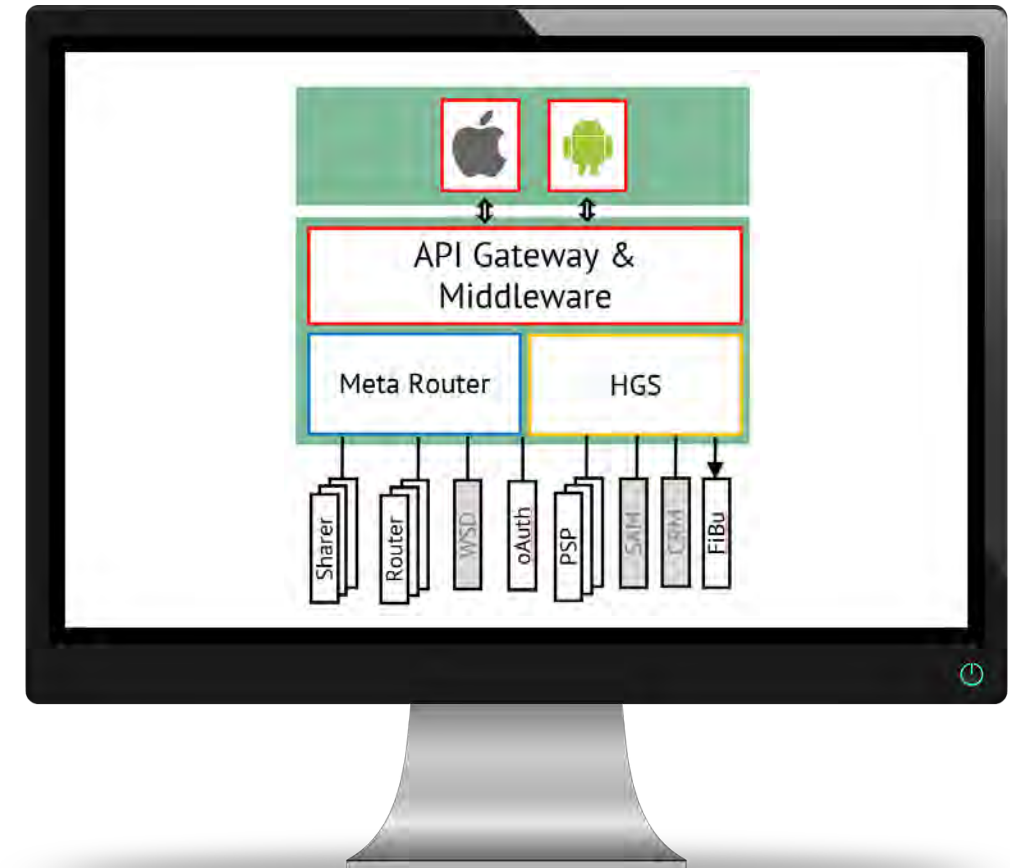 API Gateway &
Middleware
Meta Router
HGS
Sharer
Router
WSD
oAuth
PSP
SAM
CRM
FiBu